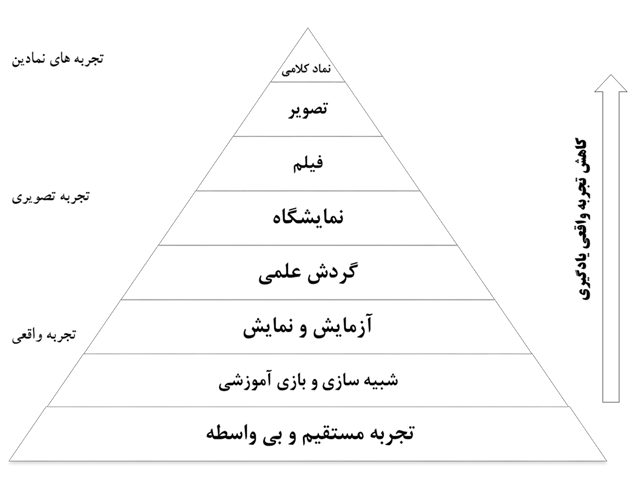 نماد کلامی
تجربه های نمادین
تصویر
فیلم
تجربه تصویری
نمایشگاه
گردش علمی
آزمایش و نمایش
تجربه واقعی
شبیه سازی و بازی آموزشی
تجربه مستقیم و بی واسطه
کاهش تجربه واقعی یادگیری